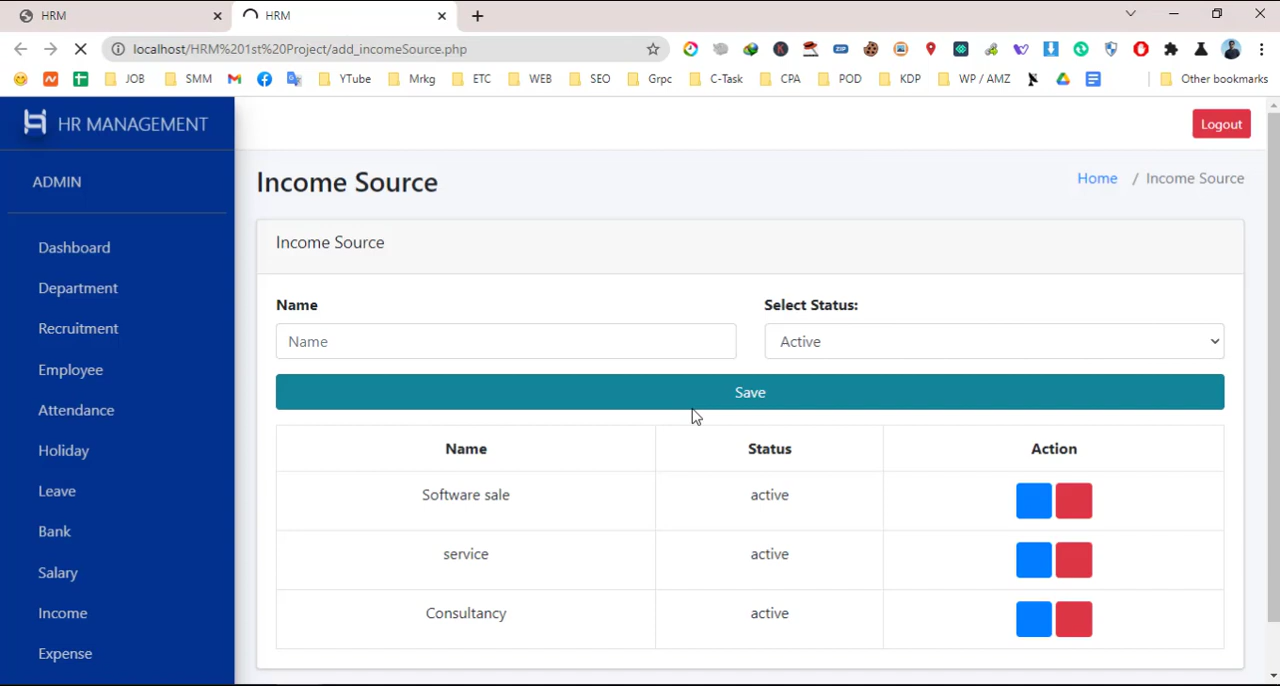 HRM
HRM
localhost/HRM%201st%20Project/add_incomeSource.php
JOB SMM YTube Mrkg ETC WEB SEO Grpc C-Task CPA POD KDP WP / AMZ Other bookmarks
HR MANAGEMENT
Logout
ADMIN
Income Source
Home / Income Source
Dashboard
Department
Recruitment
Employee
Attendance
Holiday
Leave
Bank
Salary
Income
Expense
Income Source
Name Select Status:
Name Active
Save
Name Status Action
Software sale active
service active
Consultancy active